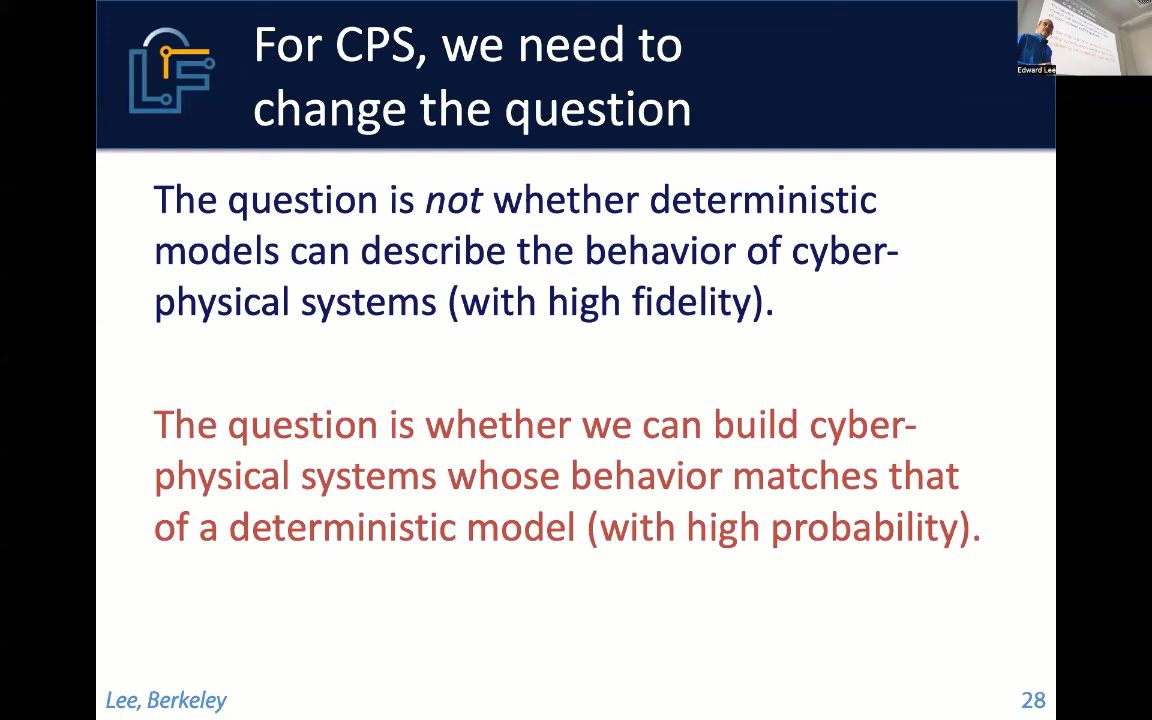 For CPS, we need to
change the question
Edward Lee
The question is not whether deterministic
models can describe the behavior of cyber-
physical systems (with high fidelity).
The question is whether we can build cyber-
physical systems whose behavior matches that
of a deterministic model (with high probability).
Lee, Berkeley
28